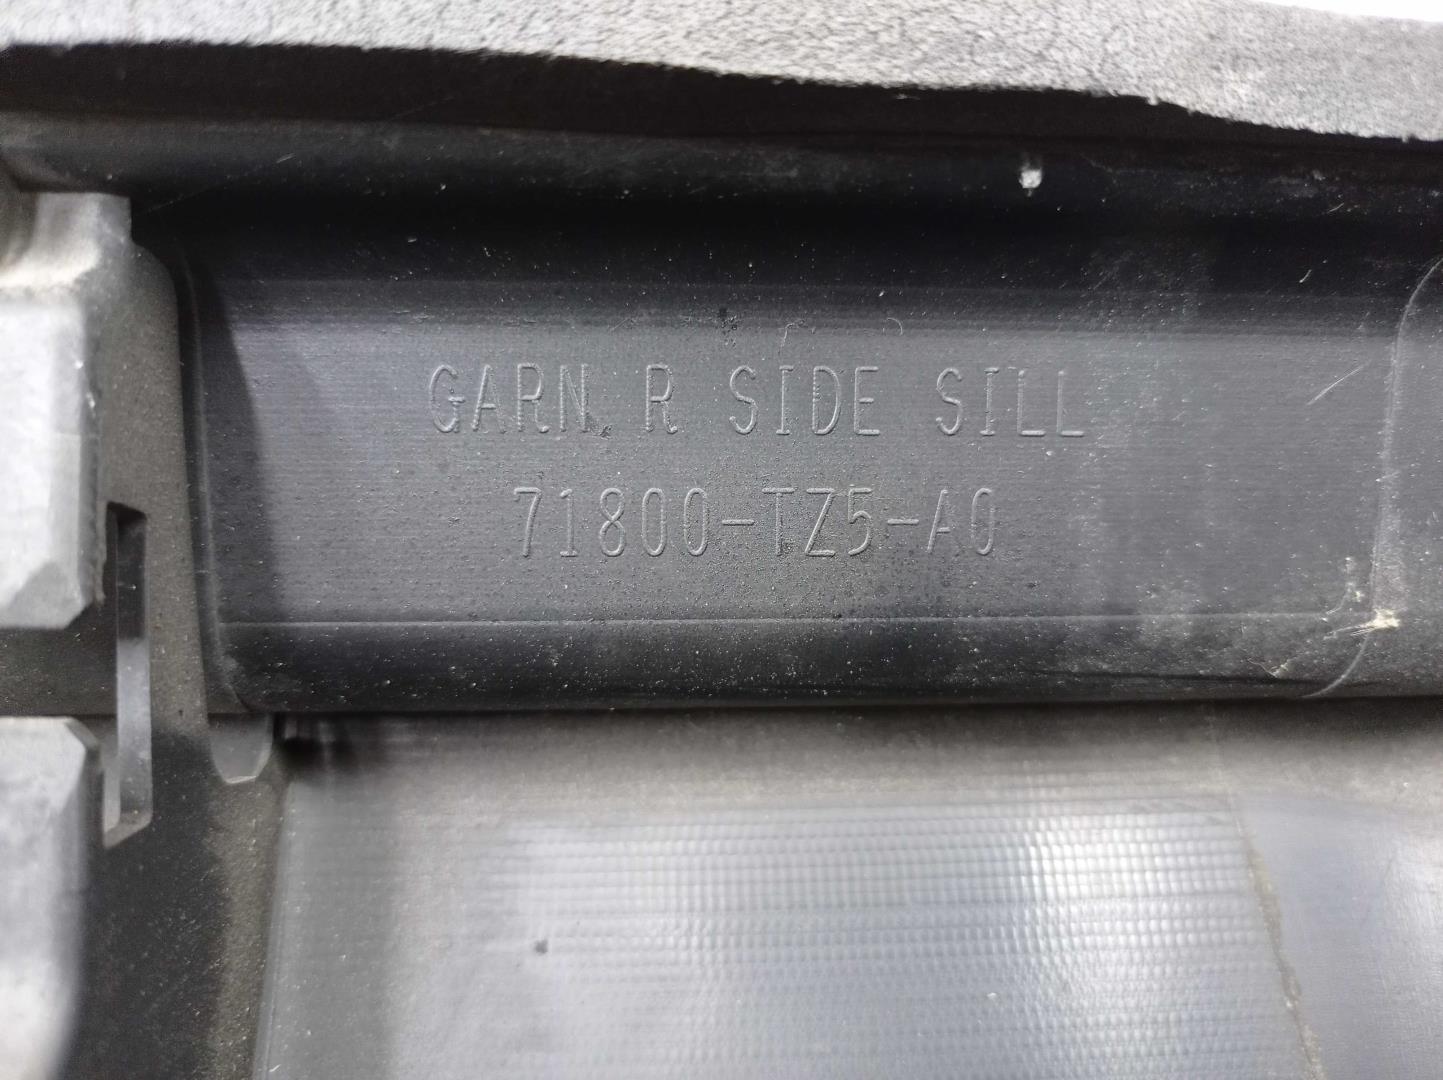 GARN, R SIDE SILL
71800-TZ5-A0